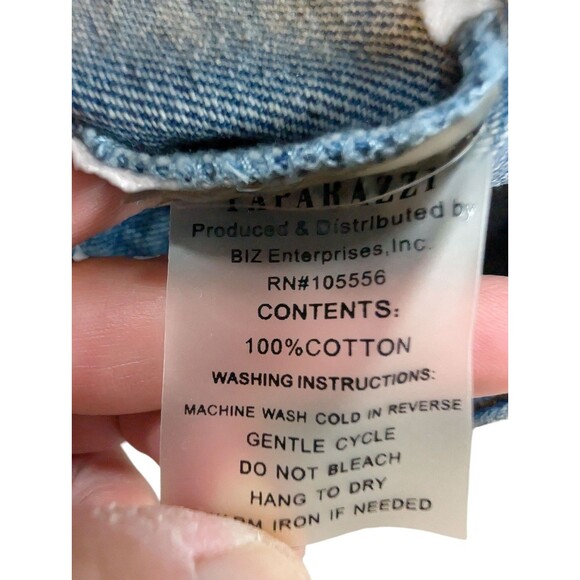 PAPARAZZI
Produced & Distributed by
BIZ Enterprises,Inc.
RN#105556
CONTENTS:
100%COTTON
WASHING INSTRUCTIONS:
MACHINE WASH COLD IN REVERSE
GENTLE CYCLE
DO NOT BLEACH
HANG TO DRY
WARM IRON IF NEEDED